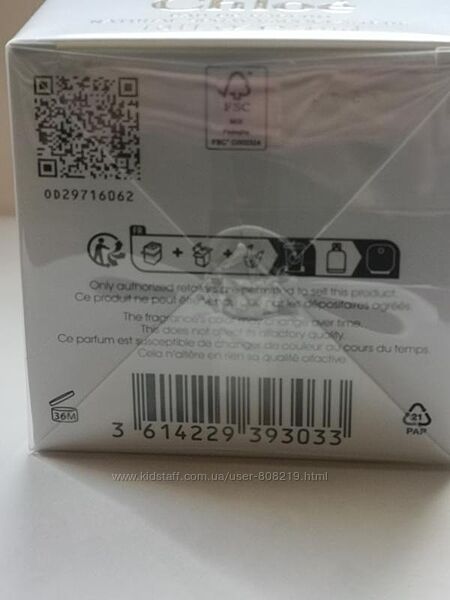 Chloé
FSC
MIX
0D29716062
FR
+ + +
Only authorized retailers are permitted to sell this product.
Ce produit ne peut être vendu que par les dépositaires agréés.
The fragrance's color may change over time.
This does not affect its olfactory quality.
Ce parfum est susceptible de changer de couleur au cours du temps.
Cela n'altère en rien sa qualité olfactive.
36M
3 614229 393033
21
PAP
www.kidstaff.com.ua/user-808219.html